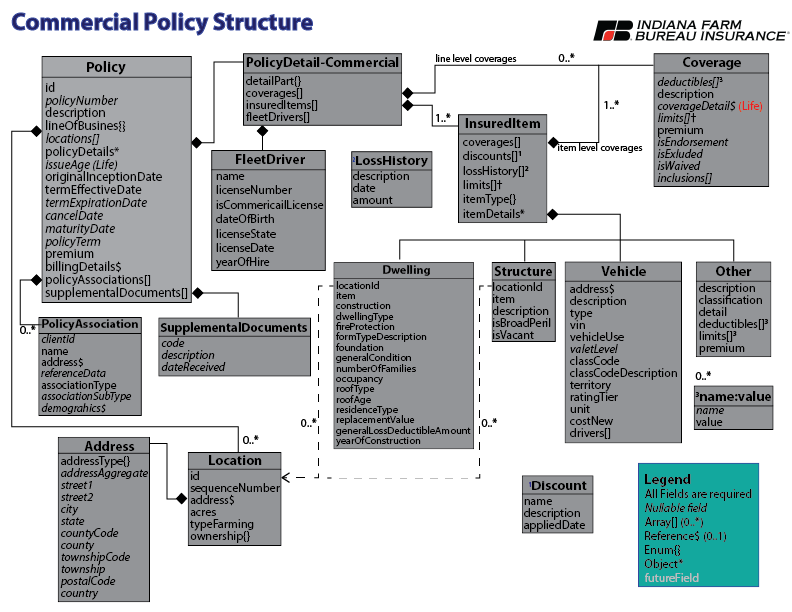 Commercial Policy Structure
INDIANA FARM
BUREAU INSURANCE®
Policy
id
policyNumber
description
lineOfBusines{}
locations[]
policyDetails*
issueAge (Life)
originalInceptionDate
termEffectiveDate
termExpirationDate
cancelDate
maturityDate
policyTerm
premium
billingDetails$
policyAssociations[]
supplementalDocuments[]
PolicyDetail-Commercial
detailPart{}
coverages[]
insuredItems[]
fleetDrivers[]
line level coverages
0..*
1..*
1..*
item level coverages
Coverage
deductibles[]³
description
coverageDetail$ (Life)
limits[]†
premium
isEndorsement
isExluded
isWaived
inclusions[]
InsuredItem
coverages[]
discounts[]¹
lossHistory[]²
limits[]†
itemType{}
itemDetails*
FleetDriver
name
licenseNumber
isCommericailLicense
dateOfBirth
licenseState
licenseDate
yearOfHire
²LossHistory
description
date
amount
Dwelling
locationId
item
construction
dwellingType
fireProtection
formTypeDescription
foundation
generalCondition
numberOfFamilies
occupancy
roofType
roofAge
residenceType
replacementValue
generalLossDeductibleAmount
yearOfConstruction
Structure
locationId
item
description
isBroadPeril
isVacant
Vehicle
address$
description
type
vin
vehicleUse
valetLevel
classCode
classCodeDescription
territory
ratingTier
unit
costNew
drivers[]
Other
description
classification
detail
deductibles[]³
limits[]³
premium
0..*
³name:value
name
value
0..*
PolicyAssociation
clientId
name
address$
referenceData
associationType
associationSubType
demograhics$
SupplementalDocuments
code
description
dateReceived
0..*
0..*
0..*
Address
addressType{}
addressAggregate
street1
street2
city
state
countyCode
county
townshipCode
township
postalCode
country
Location
id
sequenceNumber
address$
acres
typeFarming
ownership{}
¹Discount
name
description
appliedDate
Legend
All Fields are required
Nullable field
Array[] (0..*)
Reference$ (0..1)
Enum{}
Object*
futureField